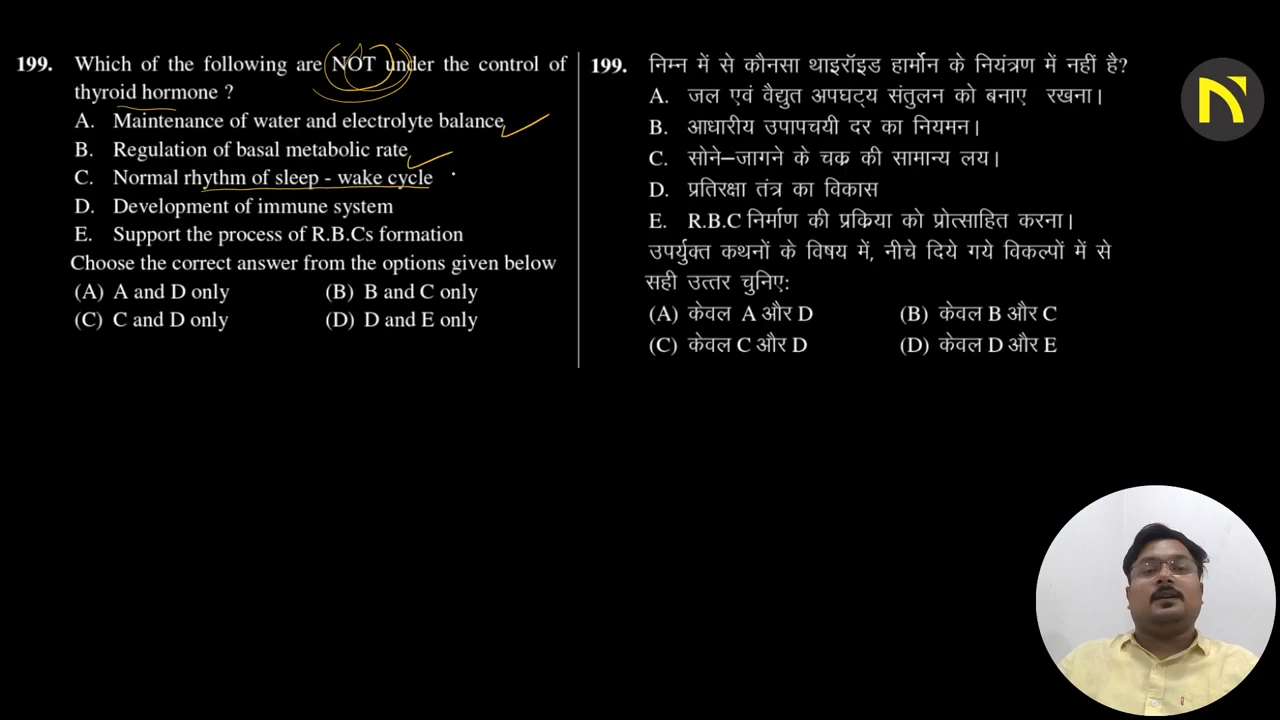 199. Which of the following are NOT under the control of
thyroid hormone ?
A. Maintenance of water and electrolyte balance
B. Regulation of basal metabolic rate
C. Normal rhythm of sleep - wake cycle
D. Development of immune system
E. Support the process of R.B.Cs formation
Choose the correct answer from the options given below
(A) A and D only (B) B and C only
(C) C and D only (D) D and E only
199. निम्न में से कौनसा थाइरॉइड हार्मोन के नियंत्रण में नहीं है?
A. जल एवं वैद्युत अपघट्य संतुलन को बनाए रखना।
B. आधारीय उपापचयी दर का नियमन।
C. सोने–जागने के चक्र की सामान्य लय।
D. प्रतिरक्षा तंत्र का विकास
E. R.B.C निर्माण की प्रक्रिया को प्रोत्साहित करना।
उपर्युक्त कथनों के विषय में, नीचे दिये गये विकल्पों में से
सही उत्तर चुनिए:
(A) केवल A और D (B) केवल B और C
(C) केवल C और D (D) केवल D और E